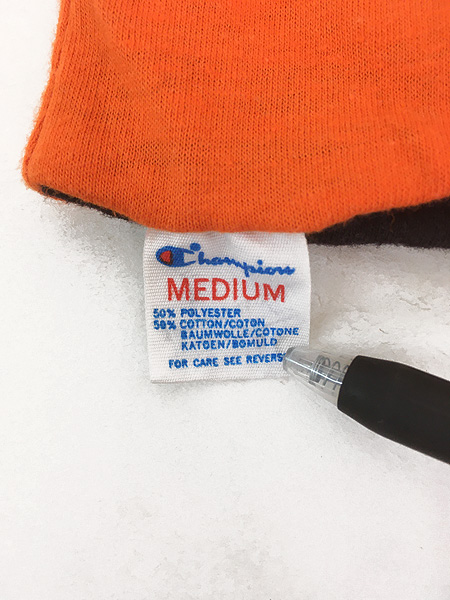 Champion
MEDIUM
50% POLYESTER
50% COTTON/COTON
BAUMWOLLE/COTONE
KATOEN/BOMULD
FOR CARE SEE REVERS